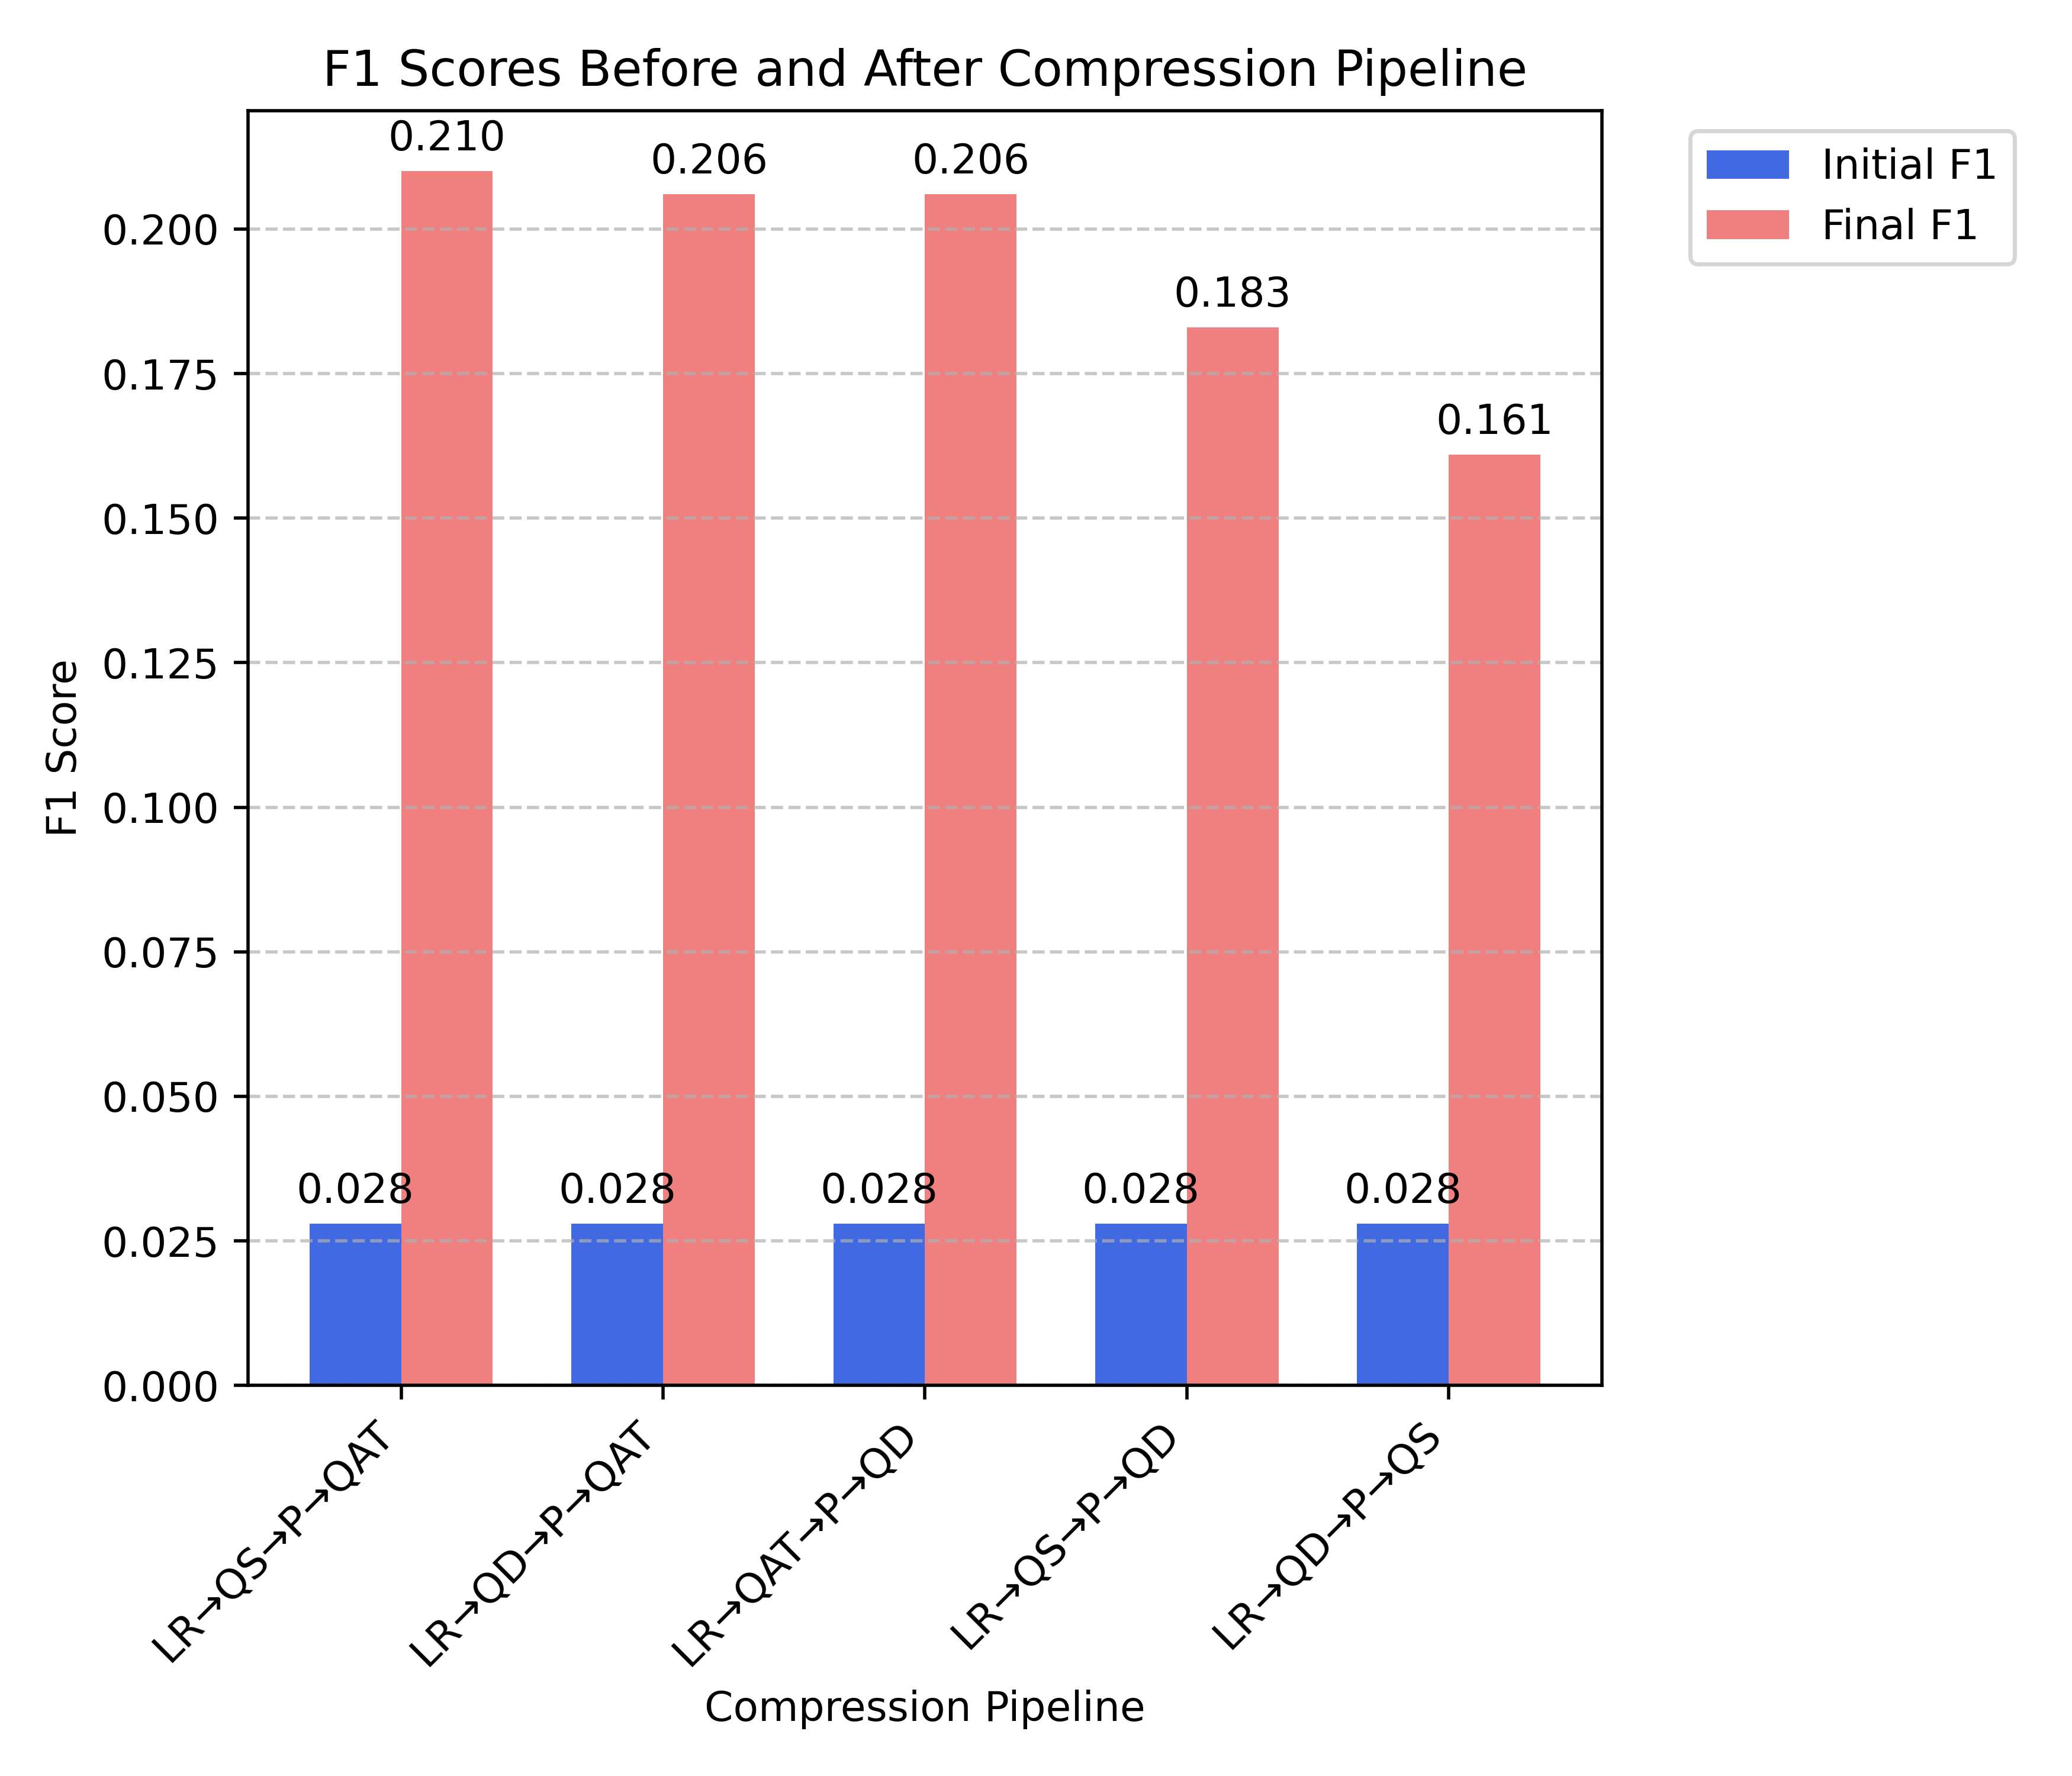 F1 Scores Before and After Compression Pipeline
Initial F1
Final F1
0.210
0.206
0.206
0.183
0.161
0.028
0.028
0.028
0.028
0.028
F1 Score
0.200
0.175
0.150
0.125
0.100
0.075
0.050
0.025
0.000
LR→QS→P→QAT
LR→QD→P→QAT
LR→QAT→P→QD
LR→QS→P→QD
LR→QD→P→QS
Compression Pipeline